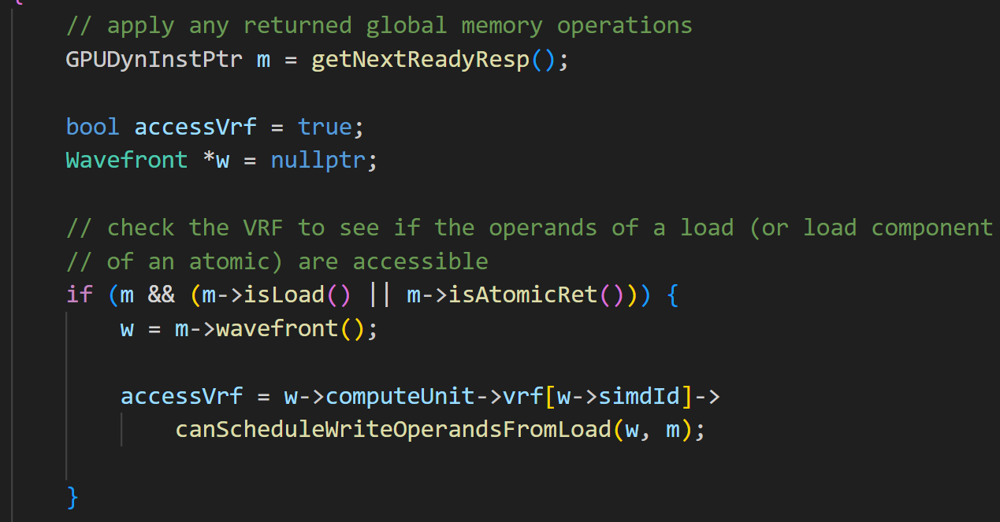 {
// apply any returned global memory operations
GPUDynInstPtr m = getNextReadyResp();
bool accessVrf = true;
Wavefront *w = nullptr;
// check the VRF to see if the operands of a load (or load component
// of an atomic) are accessible
if (m && (m->isLoad() || m->isAtomicRet())) {
w = m->wavefront();
accessVrf = w->computeUnit->vrf[w->simdId]->
canScheduleWriteOperandsFromLoad(w, m);
}